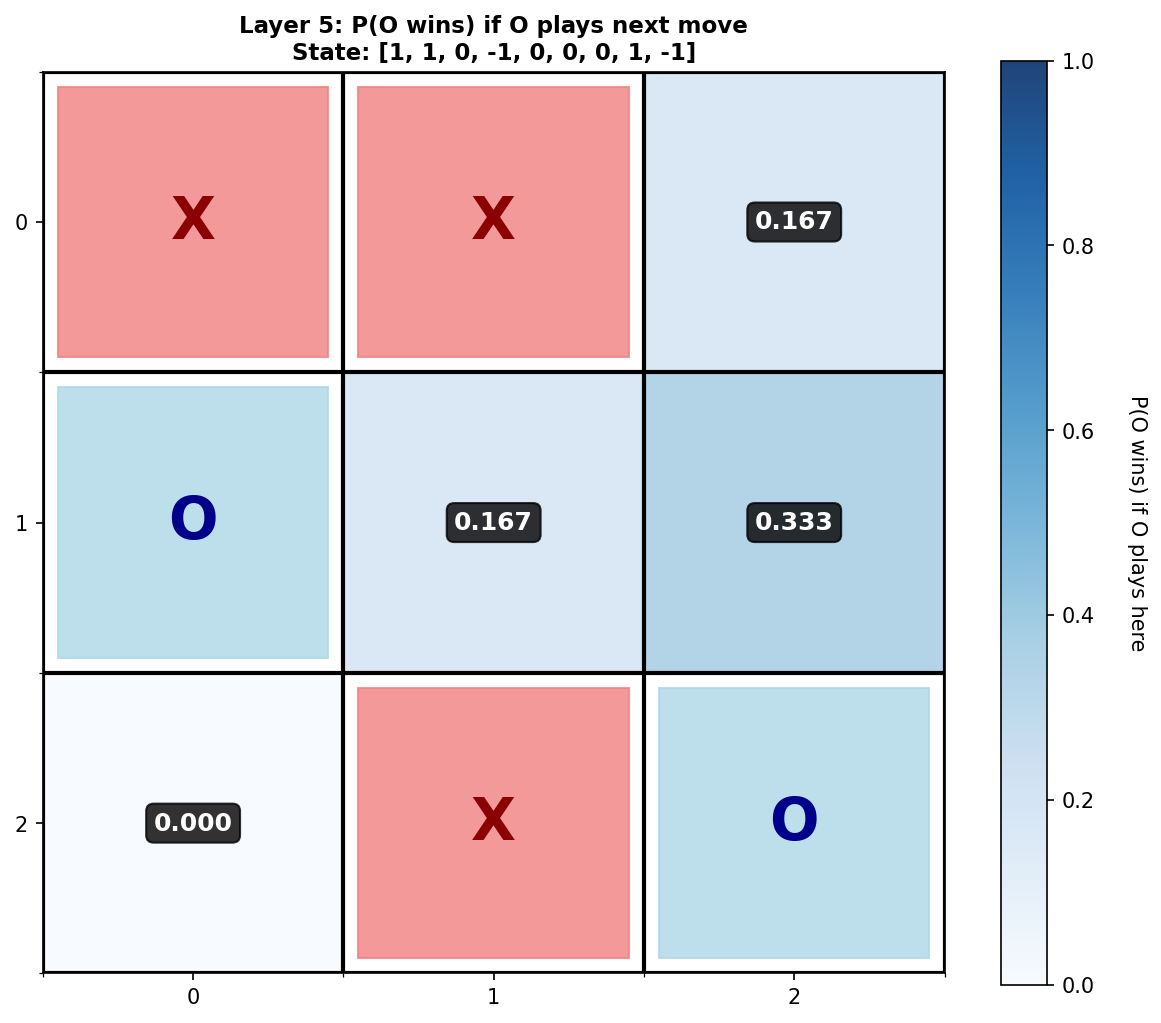 Layer 5: P(O wins) if O plays next move
State: [1, 1, 0, -1, 0, 0, 0, 1, -1]
0
X
X
0.167
1
O
0.167
0.333
2
0.000
X
O
0
1
2
1.0
0.8
0.6
0.4
0.2
0.0
P(O wins) if O plays here